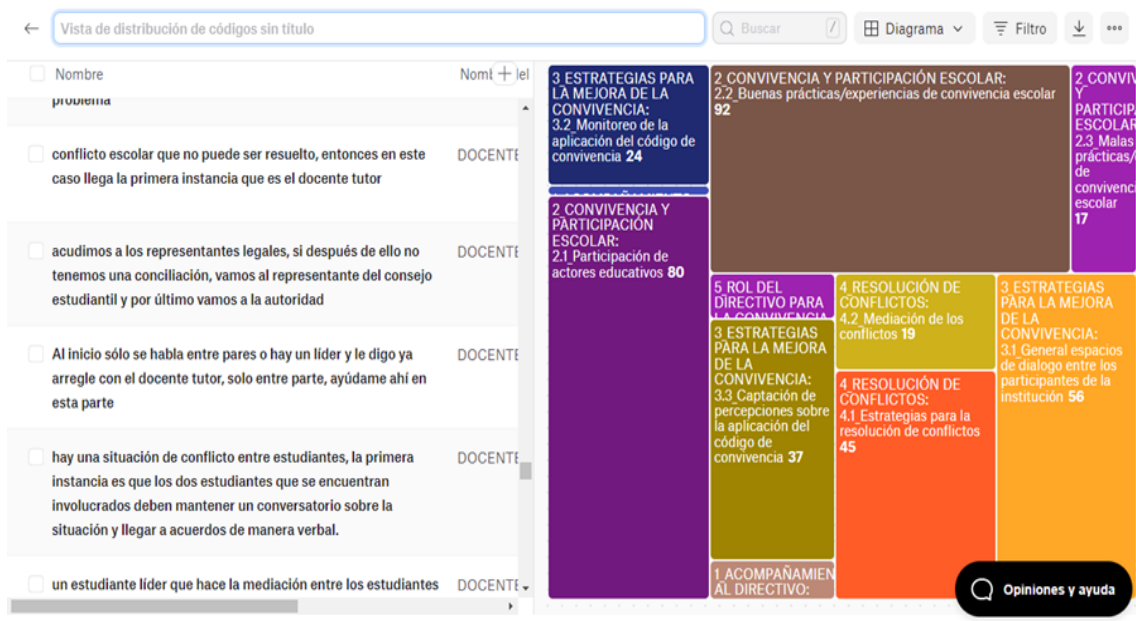 Vista de distribución de códigos sin título
Buscar /
Diagrama
Filtro
Nombre
problema
conflicto escolar que no puede ser resuelto, entonces en este
caso llega la primera instancia que es el docente tutor
DOCENTE
acudimos a los representantes legales, si después de ello no
tenemos una conciliación, vamos al representante del consejo
estudiantil y por último vamos a la autoridad
DOCENTE
Al inicio sólo se habla entre pares o hay un líder y le digo ya
arregle con el docente tutor, solo entre parte, ayúdame ahí en
esta parte
DOCENTE
hay una situación de conflicto entre estudiantes, la primera
instancia es que los dos estudiantes que se encuentran
involucrados deben mantener un conversatorio sobre la
situación y llegar a acuerdos de manera verbal.
DOCENTE
un estudiante líder que hace la mediación entre los estudiantes
DOCENTE
3 ESTRATEGIAS PARA
LA MEJORA DE LA
CONVIVENCIA:
3.2_Monitoreo de la
aplicación del código de
convivencia 24
2_CONVIVENCIA Y
PARTICIPACIÓN
ESCOLAR:
2.1_Participación de
actores educativos 80
2_CONVIVENCIA Y PARTICIPACIÓN ESCOLAR:
2.2_Buenas prácticas/experiencias de convivencia escolar
92
2_CONVIV
Y
PARTICIP
ESCOLAR
2.3_Malas
prácticas/
de
convivenci
escolar
17
5 ROL DEL
DIRECTIVO PARA
LA CONVIVENCIA
3 ESTRATEGIAS
PARA LA MEJORA
DE LA
CONVIVENCIA:
3.3_Captación de
percepciones sobre
la aplicación del
código de
convivencia 37
1 ACOMPAÑAMIEN
AL DIRECTIVO:
4 RESOLUCIÓN DE
CONFLICTOS:
4.2_Mediación de los
conflictos 19
4 RESOLUCIÓN DE
CONFLICTOS:
4.1_Estrategias para la
resolución de conflictos
45
3 ESTRATEGIAS
PARA LA MEJORA
DE LA
CONVIVENCIA:
3.1_General espacios
de dialogo entre los
participantes de la
institución 56
Opiniones y ayuda